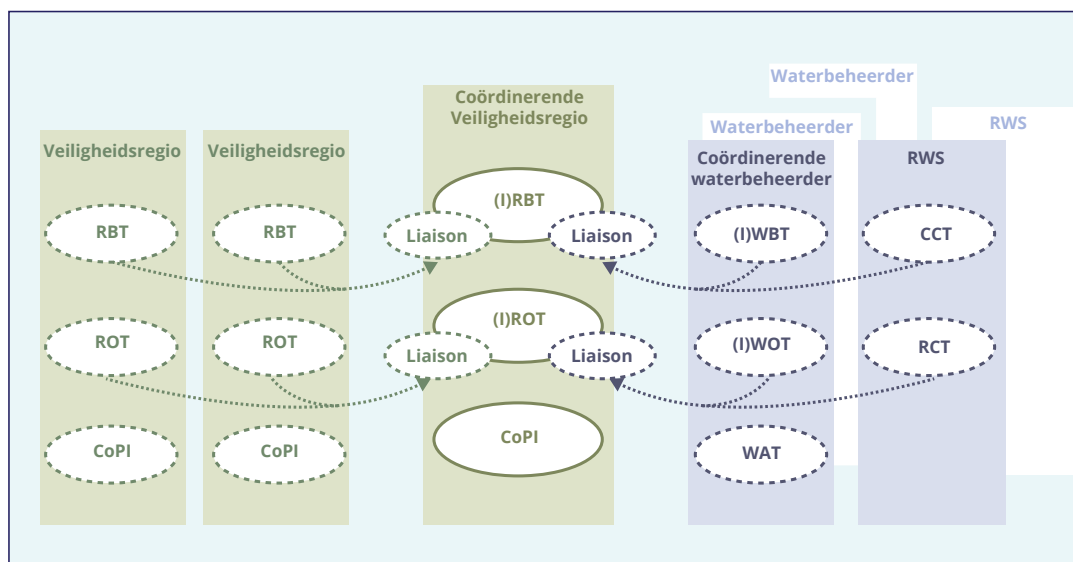 Waterbeheerder
Coördinerende
Veiligheidsregio
Waterbeheerder
RWS
Veiligheidsregio
Veiligheidsregio
Coördinerende
waterbeheerder
RWS
(I)RBT
RBT
RBT
Liaison
Liaison
(I)WBT
CCT
(I)ROT
ROT
ROT
Liaison
Liaison
(I)WOT
RCT
CoPI
CoPI
CoPI
WAT